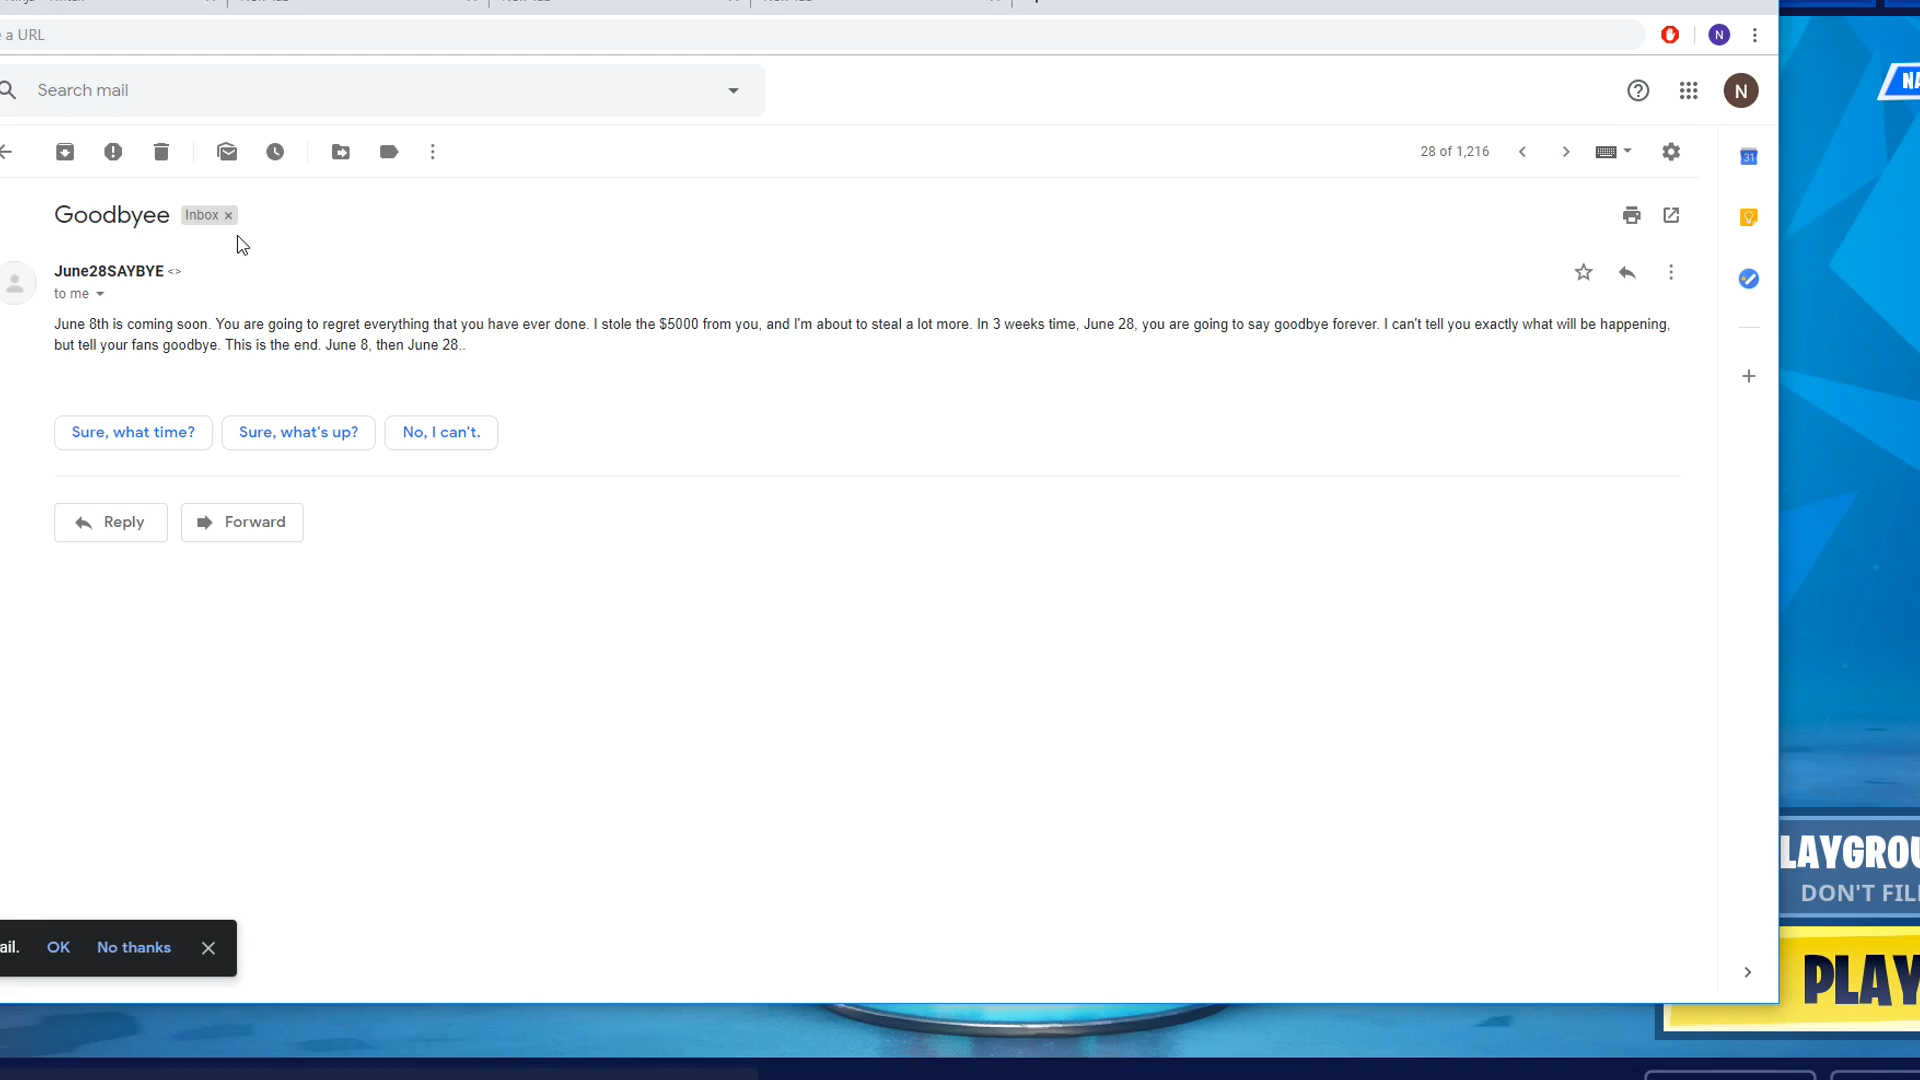 a URL
N
Search mail
N
28 of 1,216
31
Goodbyee Inbox ×
June28SAYBYE <>
to me
June 8th is coming soon. You are going to regret everything that you have ever done. I stole the $5000 from you, and I'm about to steal a lot more. In 3 weeks time, June 28, you are going to say goodbye forever. I can't tell you exactly what will be happening,
but tell your fans goodbye. This is the end. June 8, then June 28..
Sure, what time? Sure, what's up? No, I can't.
Reply Forward
ail. OK No thanks
NA
LAYGROU
DON'T FILL
PLAY